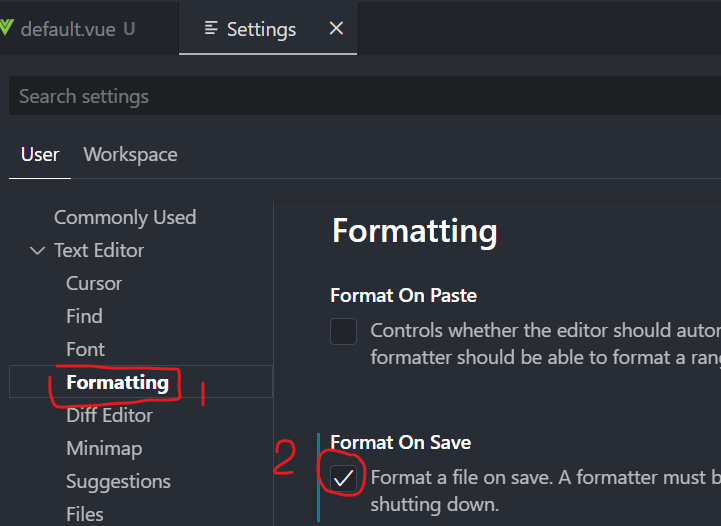 default.vue U
Settings
Search settings
User Workspace
Commonly Used
Text Editor
Cursor
Find
Font
Formatting
1
Diff Editor
Minimap
Suggestions
Files
Formatting
Format On Paste
Controls whether the editor should autor
formatter should be able to format a rang
2
Format On Save
Format a file on save. A formatter must b
shutting down.